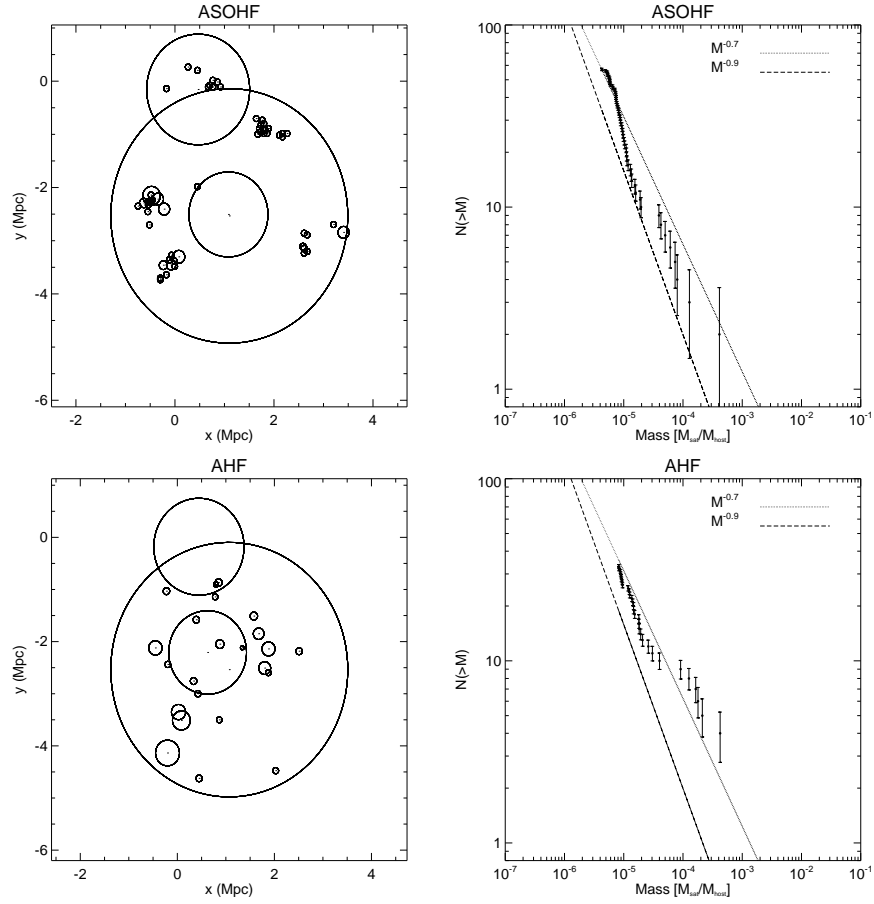 ASOHF
0
-2
-4
-6
y (Mpc)
-2 0 2 4
x (Mpc)
ASOHF
100
10
1
N(>M)
M^-0.7
M^-0.9
10^-7 10^-6 10^-5 10^-4 10^-3 10^-2 10^-1
Mass [M_sat/M_host]
AHF
0
-2
-4
-6
y (Mpc)
-2 0 2 4
x (Mpc)
AHF
100
10
1
N(>M)
M^-0.7
M^-0.9
10^-7 10^-6 10^-5 10^-4 10^-3 10^-2 10^-1
Mass [M_sat/M_host]